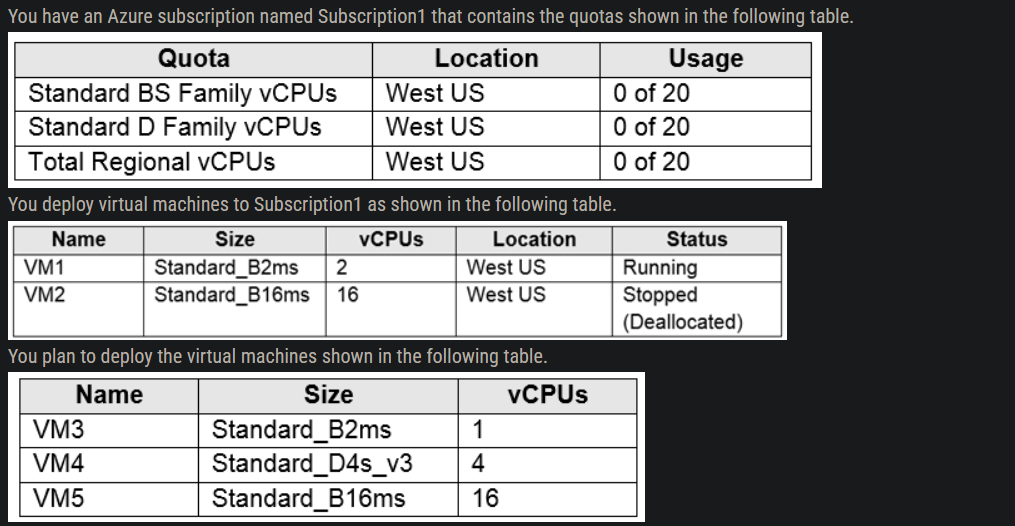 You have an Azure subscription named Subscription1 that contains the quotas shown in the following table.
Quota Location Usage
Standard BS Family vCPUs West US 0 of 20
Standard D Family vCPUs West US 0 of 20
Total Regional vCPUs West US 0 of 20
You deploy virtual machines to Subscription1 as shown in the following table.
Name Size vCPUs Location Status
VM1 Standard_B2ms 2 West US Running
VM2 Standard_B16ms 16 West US Stopped
(Deallocated)
You plan to deploy the virtual machines shown in the following table.
Name Size vCPUs
VM3 Standard_B2ms 1
VM4 Standard_D4s_v3 4
VM5 Standard_B16ms 16